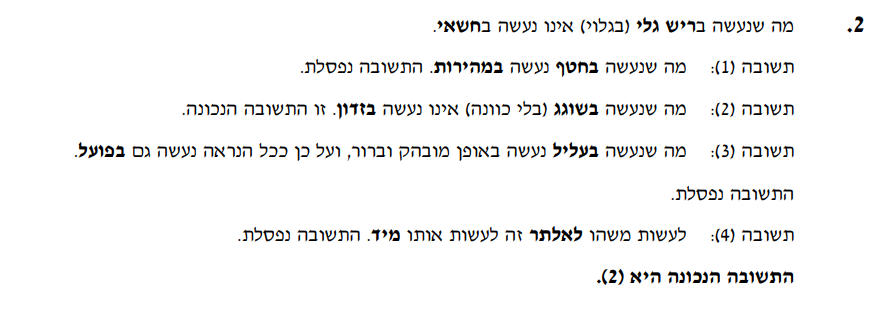 2. מה שנעשה בריש גלי (בגלוי) אינו נעשה בחשאי.
תשובה (1): מה שנעשה בחטף נעשה במהירות. התשובה נפסלת.
תשובה (2): מה שנעשה בשוגג (בלי כוונה) אינו נעשה בזדון. זו התשובה הנכונה.
תשובה (3): מה שנעשה בעליל נעשה באופן מובהק וברור, ועל כן ככל הנראה נעשה גם בפועל.
התשובה נפסלת.
תשובה (4): לעשות משהו לאלתר זה לעשות אותו מיד. התשובה נפסלת.
התשובה הנכונה היא (2).